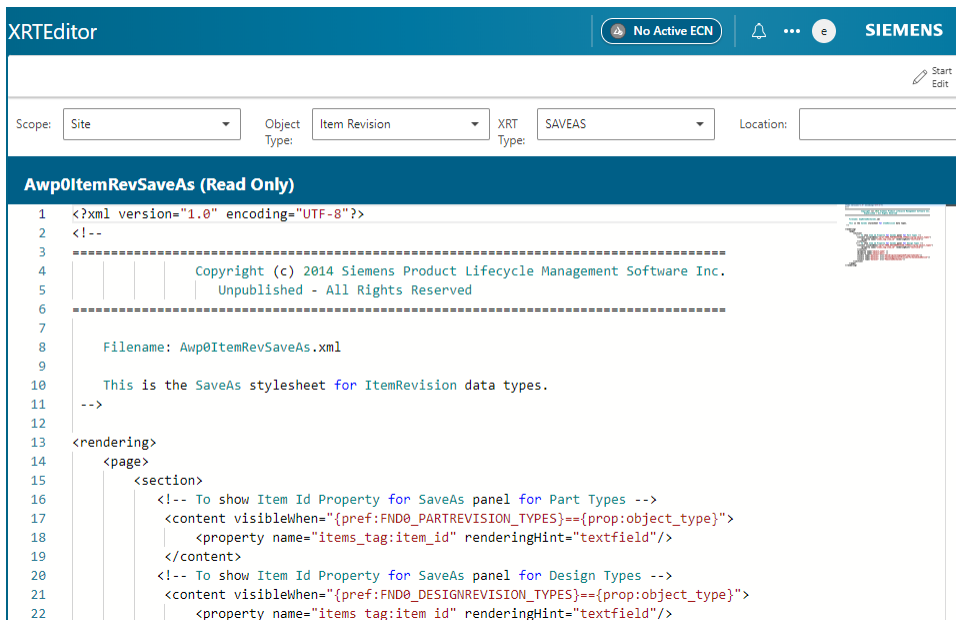 XRTEditor
No Active ECN
e
SIEMENS
Start
Edit
Scope:
Site
Object
Type:
Item Revision
XRT
Type:
SAVEAS
Location:
Awp0ItemRevSaveAs (Read Only)
1 <?xml version="1.0" encoding="UTF-8"?>
2 <!--
3 =====================================================================================
4 Copyright (c) 2014 Siemens Product Lifecycle Management Software Inc.
5 Unpublished - All Rights Reserved
6 =====================================================================================
7
8 Filename: Awp0ItemRevSaveAs.xml
9
10 This is the SaveAs stylesheet for ItemRevision data types.
11 -->
12
13 <rendering>
14 <page>
15 <section>
16 <!-- To show Item Id Property for SaveAs panel for Part Types -->
17 <content visibleWhen="{pref:FND0_PARTREVISION_TYPES}=={prop:object_type}">
18 <property name="items_tag:item_id" renderingHint="textfield"/>
19 </content>
20 <!-- To show Item Id Property for SaveAs panel for Design Types -->
21 <content visibleWhen="{pref:FND0_DESIGNREVISION_TYPES}=={prop:object_type}">
22 <property name="items_tag:item_id" renderingHint="textfield"/>